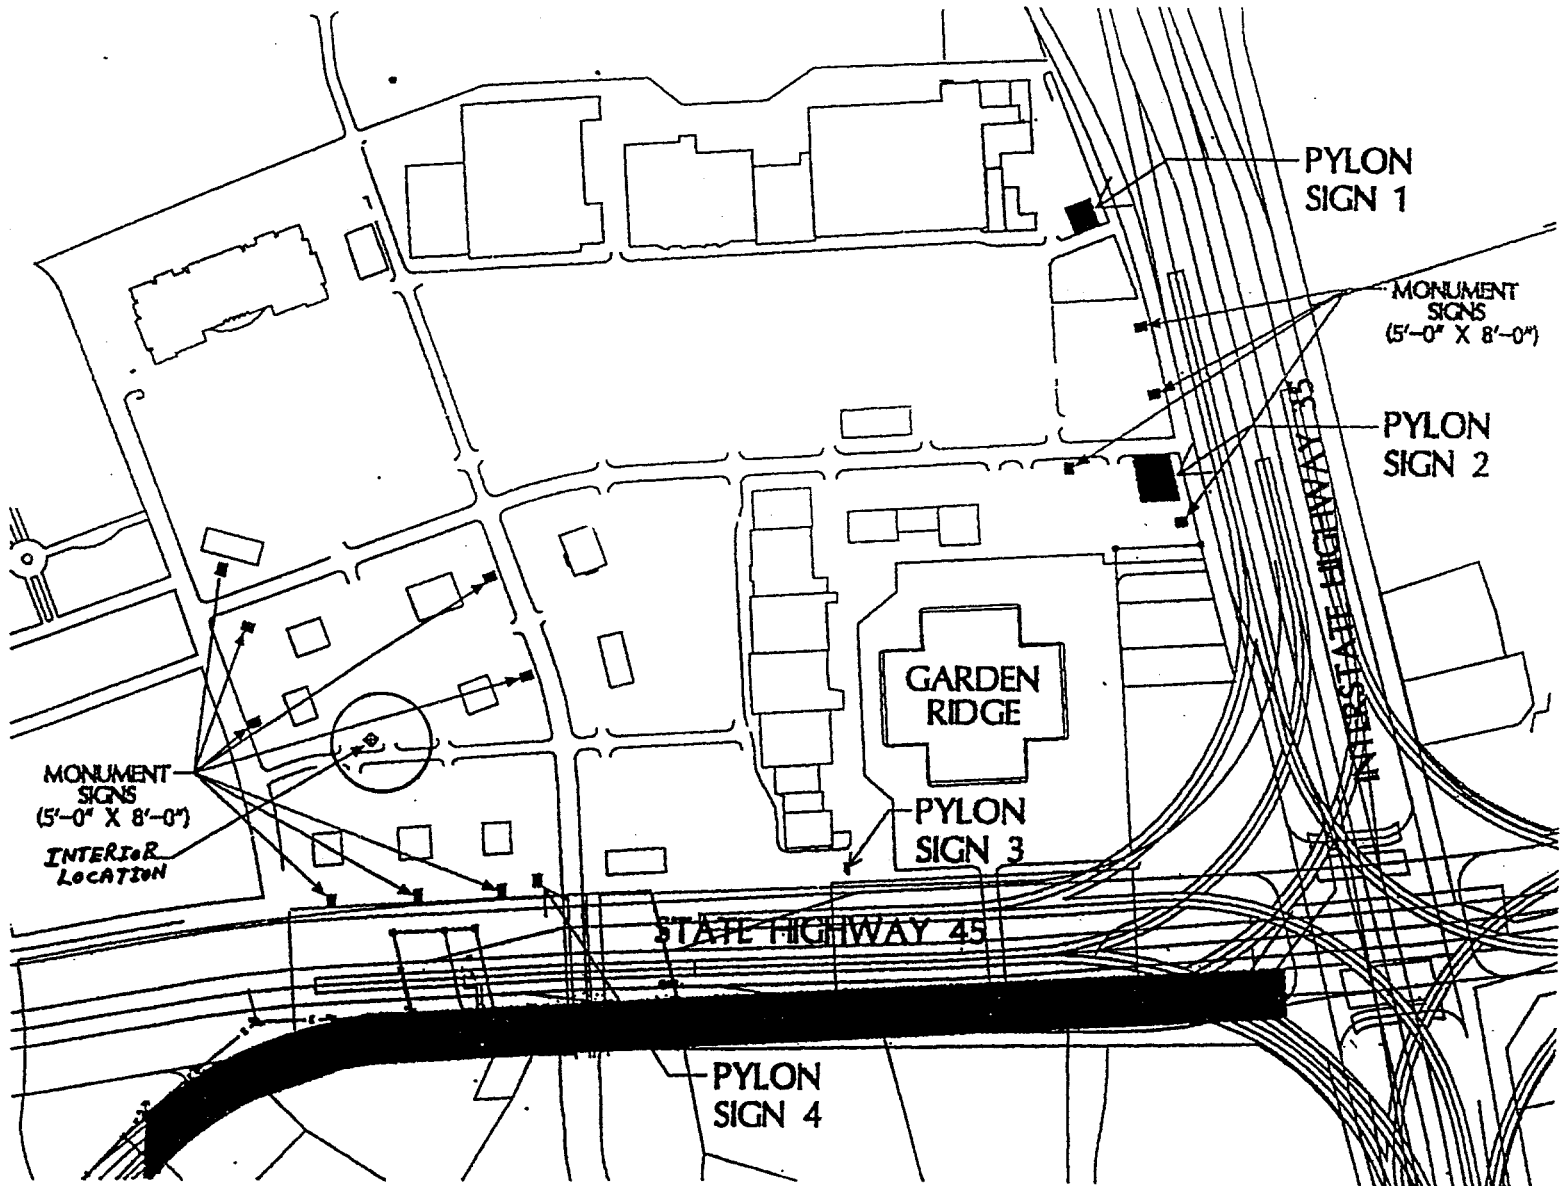 PYLON
SIGN 1
MONUMENT
SIGNS
(5'-0" X 8'-0")
PYLON
SIGN 2
INTERSTATE HIGHWAY 35
GARDEN
RIDGE
MONUMENT
SIGNS
(5'-0" X 8'-0")
INTERIOR
LOCATION
PYLON
SIGN 3
STATE HIGHWAY 45
PYLON
SIGN 4